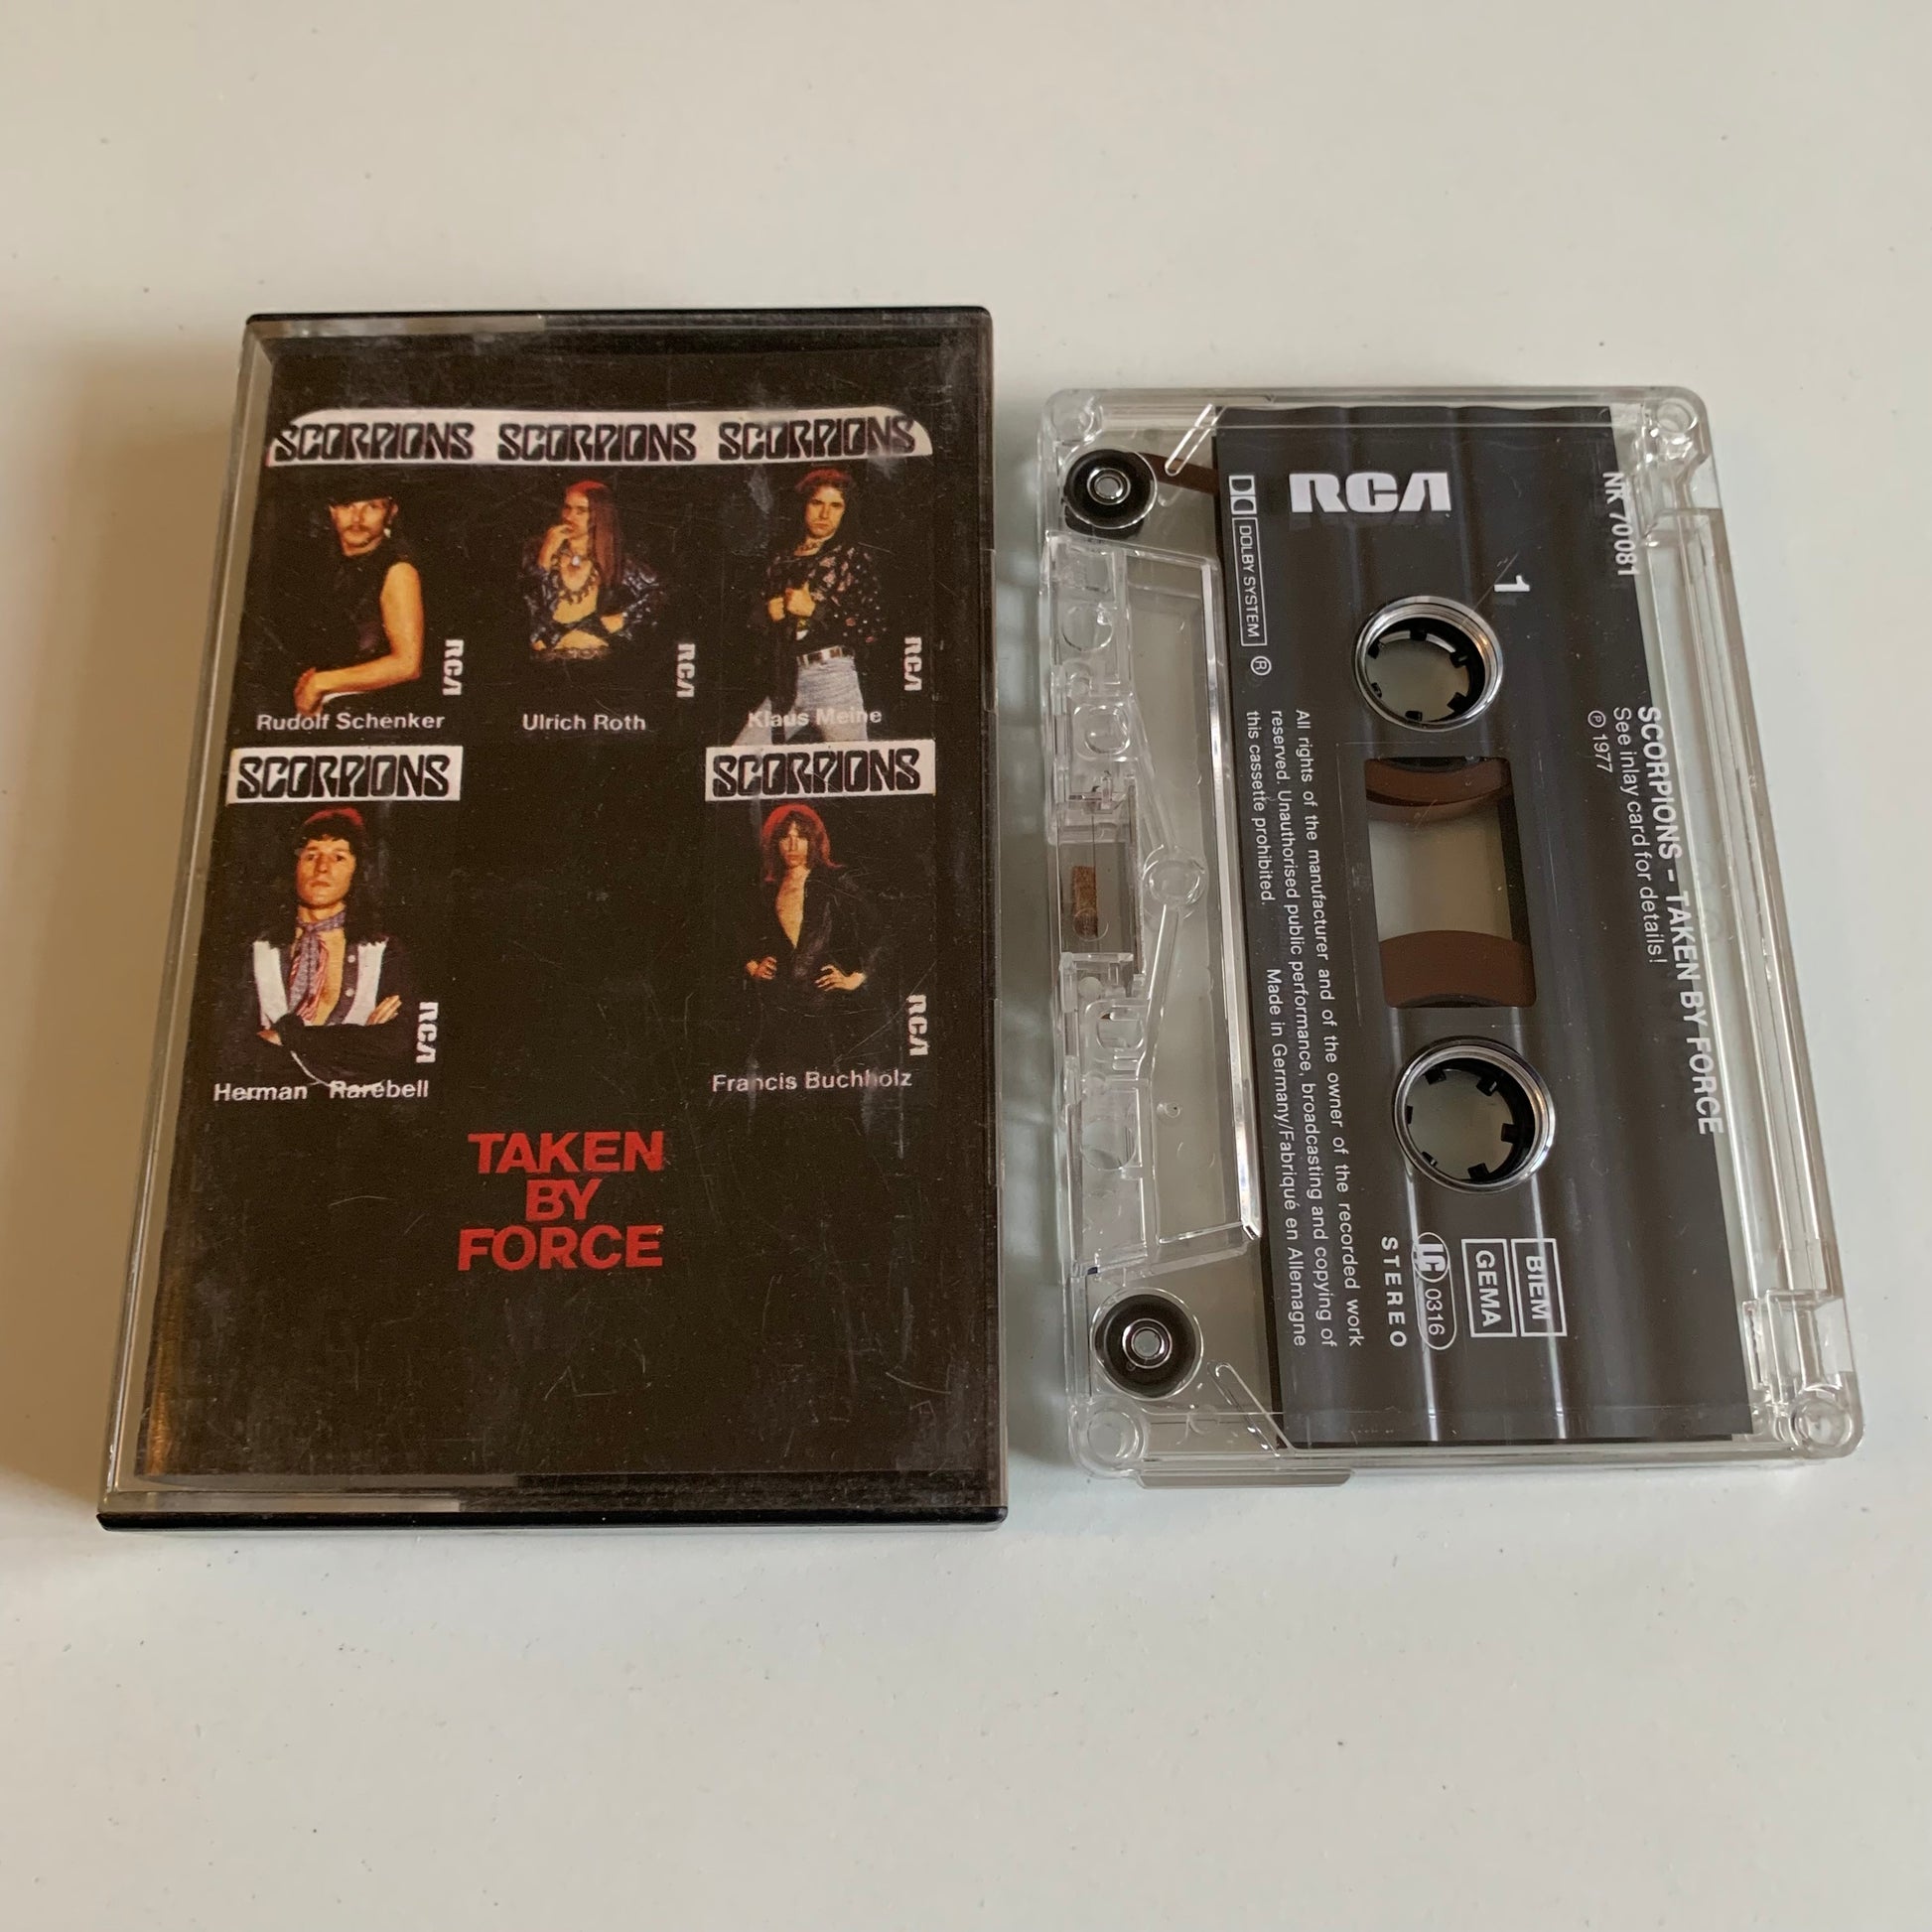 SCORPIONS SCORPIONS SCORPIONS
RCA RCA RCA
Rudolf Schenker Ulrich Roth Klaus Meine
SCORPIONS SCORPIONS
RCA RCA
Herman Rarebell Francis Buchholz
TAKEN
BY
FORCE
NK 70081
SCORPIONS – TAKEN BY FORCE
See inlay card for details!
Ⓟ 1977
1
RCA
DOLBY SYSTEM ®
BIEM
GEMA
LC 0316
STEREO
All rights of the manufacturer and of the owner of the recorded work
reserved. Unauthorised public performance, broadcasting and copying of
this cassette prohibited. Made in Germany/Fabriqué en Allemagne